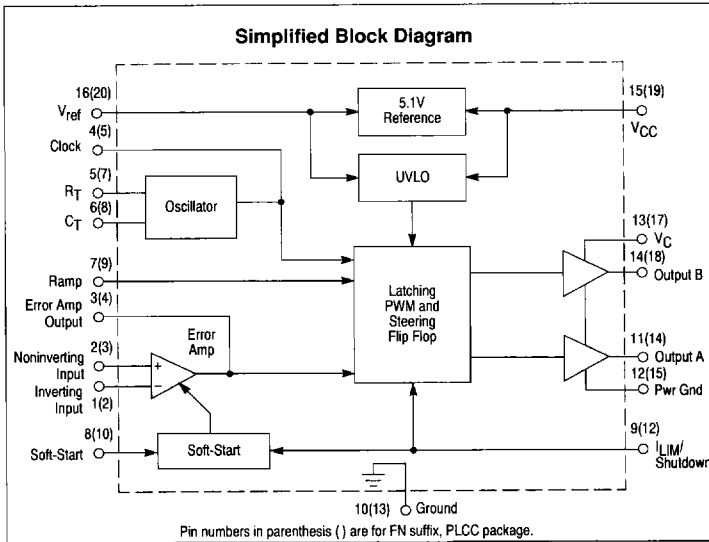 Simplified Block Diagram
16(20)
Vref
4(5)
Clock
5(7)
RT
6(8)
CT
7(9)
Ramp
3(4)
Error Amp
Output
2(3)
Noninverting
Input
Inverting
Input
1(2)
8(10)
Soft-Start
5.1V
Reference
UVLO
Oscillator
Latching
PWM and
Steering
Flip Flop
Error
Amp
+
–
Soft-Start
15(19)
VCC
13(17)
VC
14(18)
Output B
11(14)
Output A
12(15)
Pwr Gnd
9(12)
ILIM/
Shutdown
10(13)
Ground
Pin numbers in parenthesis ( ) are for FN suffix, PLCC package.